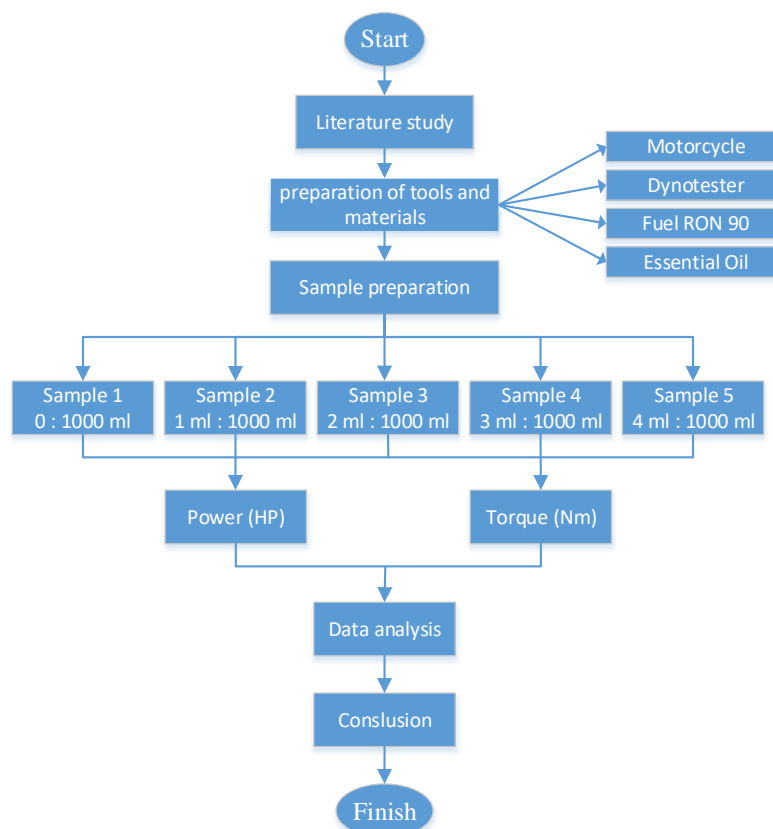 Start
Literature study
preparation of tools and
materials
Motorcycle
Dynotester
Fuel RON 90
Essential Oil
Sample preparation
Sample 1
0 : 1000 ml
Sample 2
1 ml : 1000 ml
Sample 3
2 ml : 1000 ml
Sample 4
3 ml : 1000 ml
Sample 5
4 ml : 1000 ml
Power (HP)
Torque (Nm)
Data analysis
Conslusion
Finish